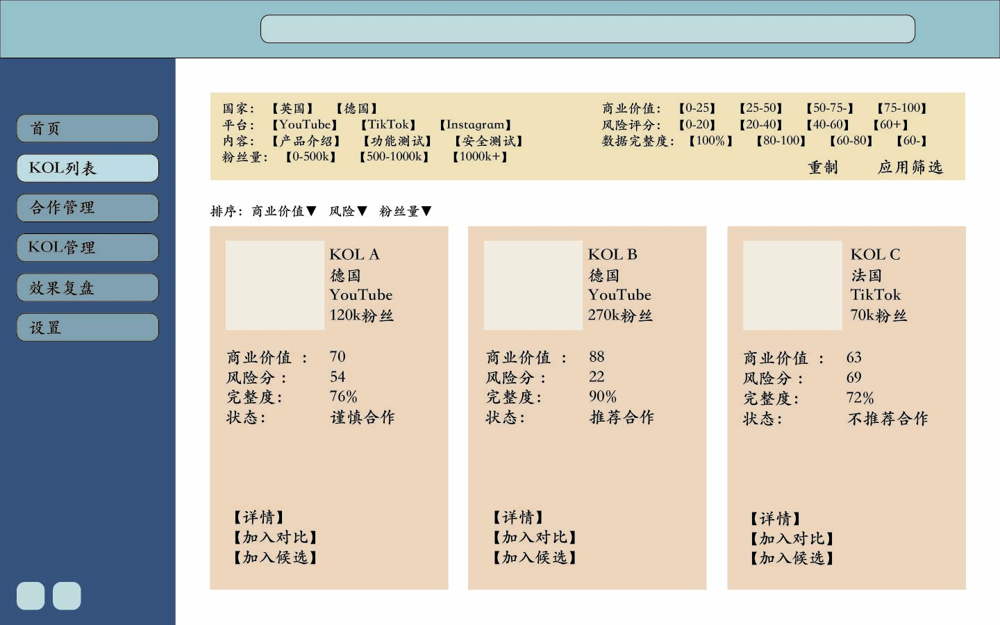 首页
KOL列表
合作管理
KOL管理
效果复盘
设置
国家： 【英国】 【德国】
平台： 【YouTube】 【TikTok】 【Instagram】
内容： 【产品介绍】 【功能测试】 【安全测试】
粉丝量： 【0-500k】 【500-1000k】 【1000k+】
商业价值： 【0-25】 【25-50】 【50-75-】 【75-100】
风险评分： 【0-20】 【20-40】 【40-60】 【60+】
数据完整度： 【100%】 【80-100】 【60-80】 【60-】
重制 应用筛选
排序： 商业价值▼ 风险▼ 粉丝量▼
KOL A
德国
YouTube
120k粉丝
商业价值 ： 70
风险分 ： 54
完整度： 76%
状态： 谨慎合作
【详情】
【加入对比】
【加入候选】
KOL B
德国
YouTube
270k粉丝
商业价值 ： 88
风险分 ： 22
完整度： 90%
状态： 推荐合作
【详情】
【加入对比】
【加入候选】
KOL C
法国
TikTok
70k粉丝
商业价值 ： 63
风险分 ： 69
完整度： 72%
状态： 不推荐合作
【详情】
【加入对比】
【加入候选】